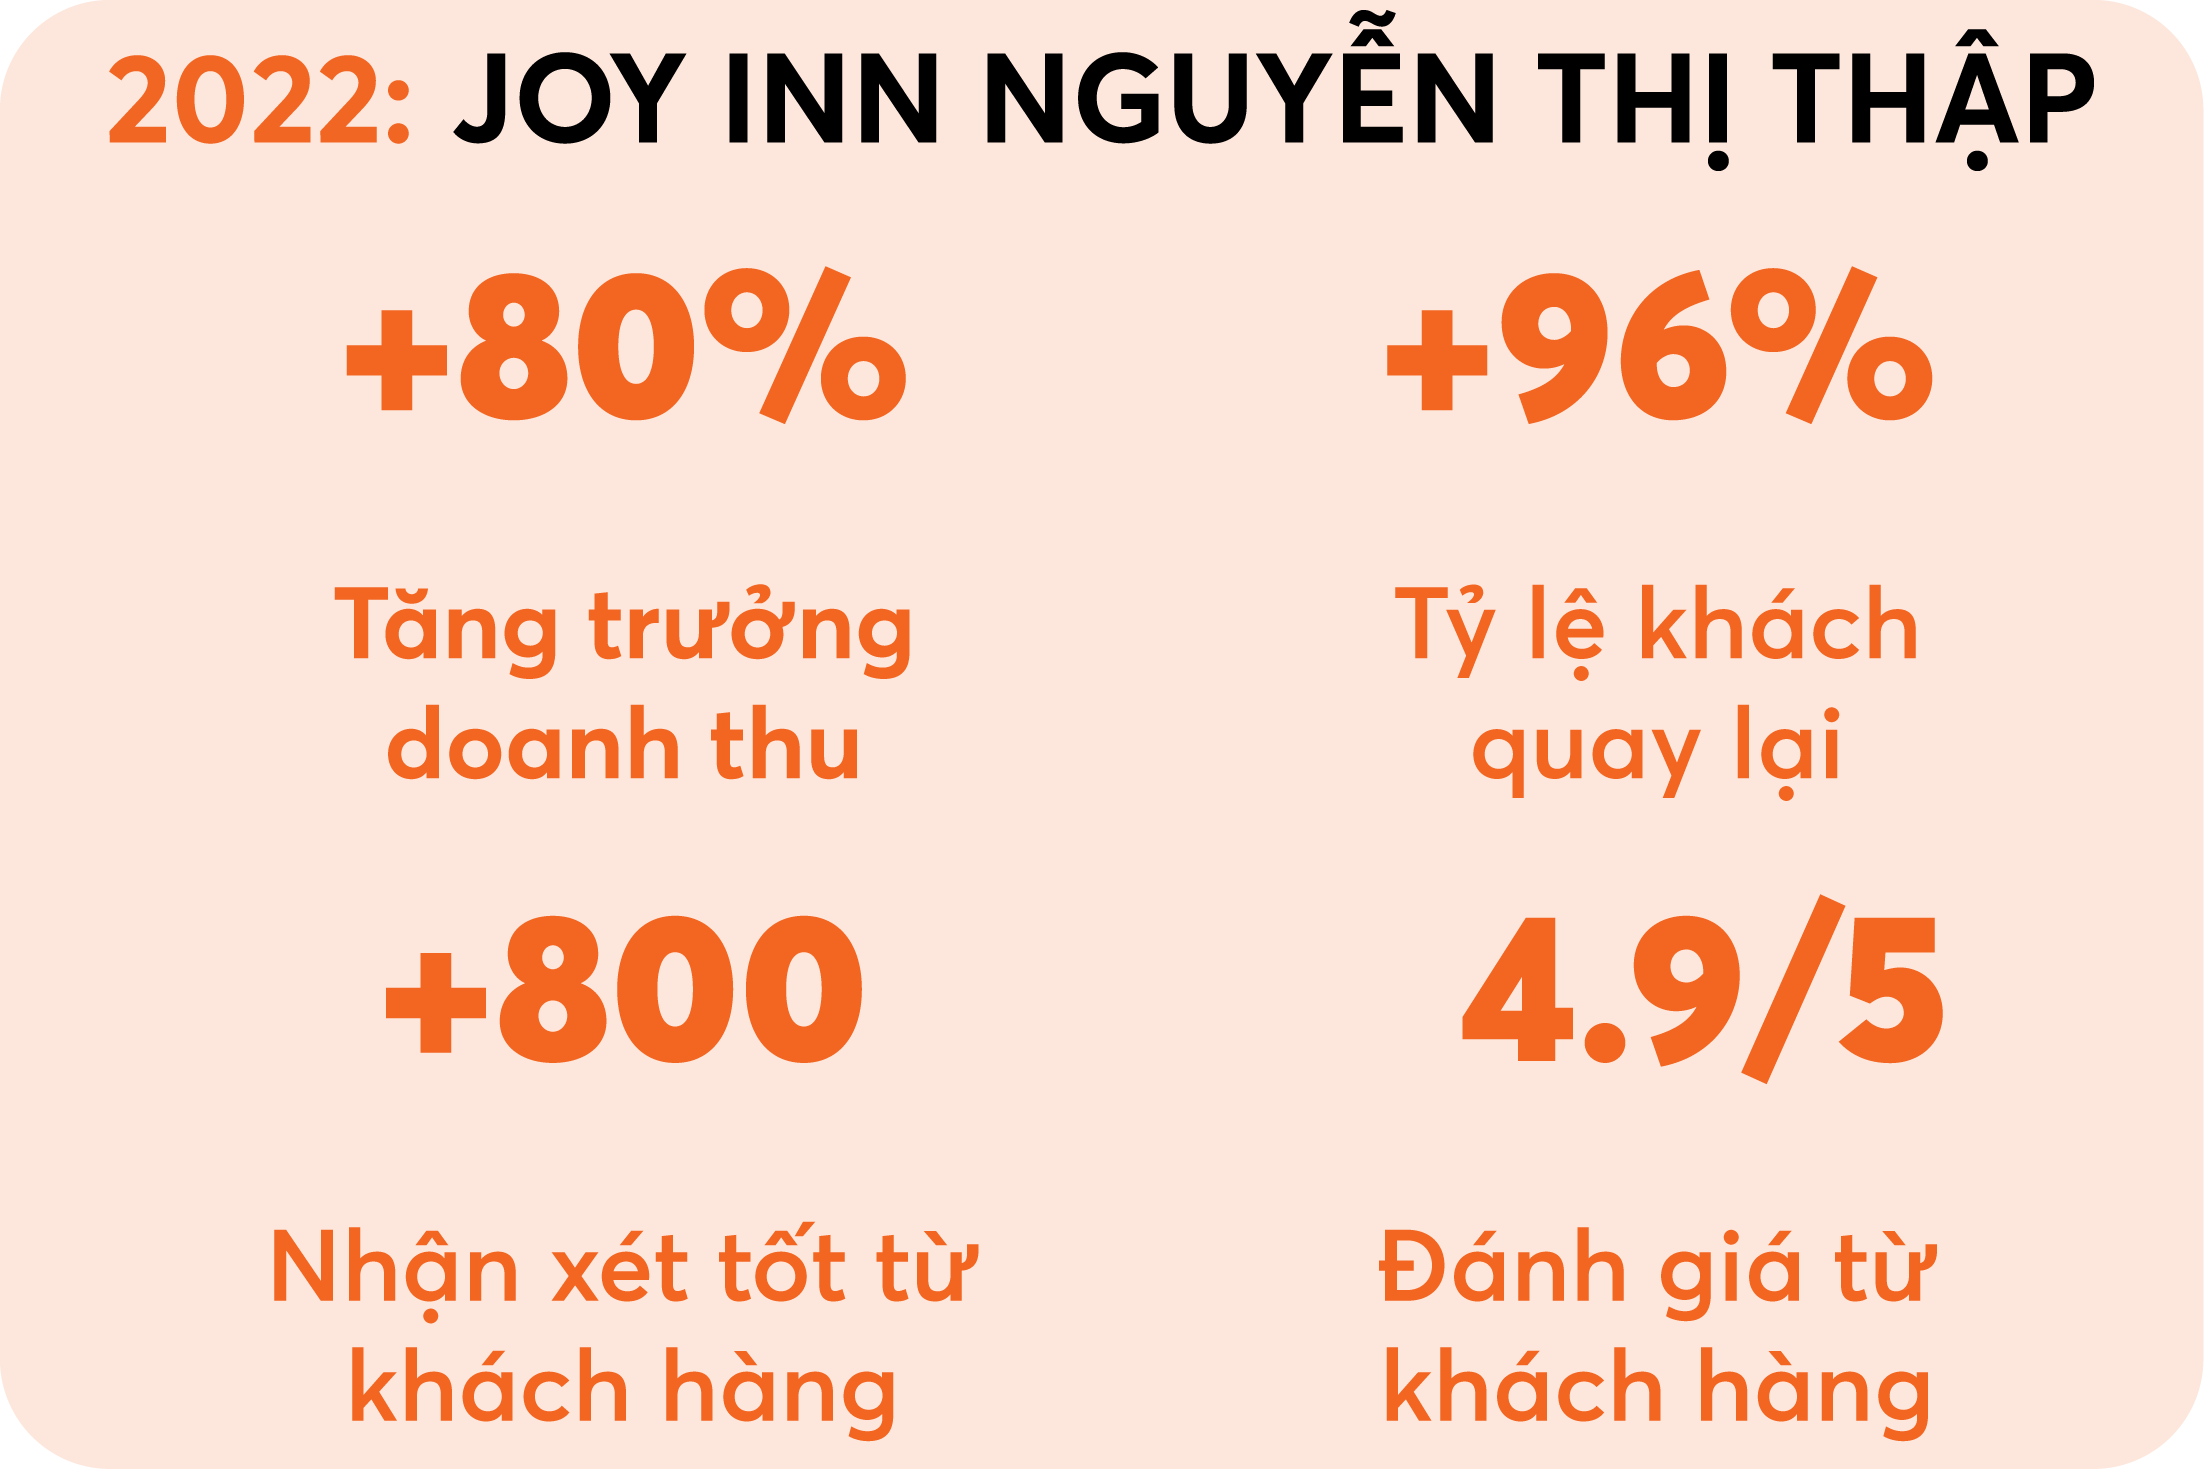 2022: JOY INN NGUYỄN THỊ THẬP
+80%
Tăng trưởng
doanh thu
+96%
Tỷ lệ khách
quay lại
+800
Nhận xét tốt từ
khách hàng
4.9/5
Đánh giá từ
khách hàng